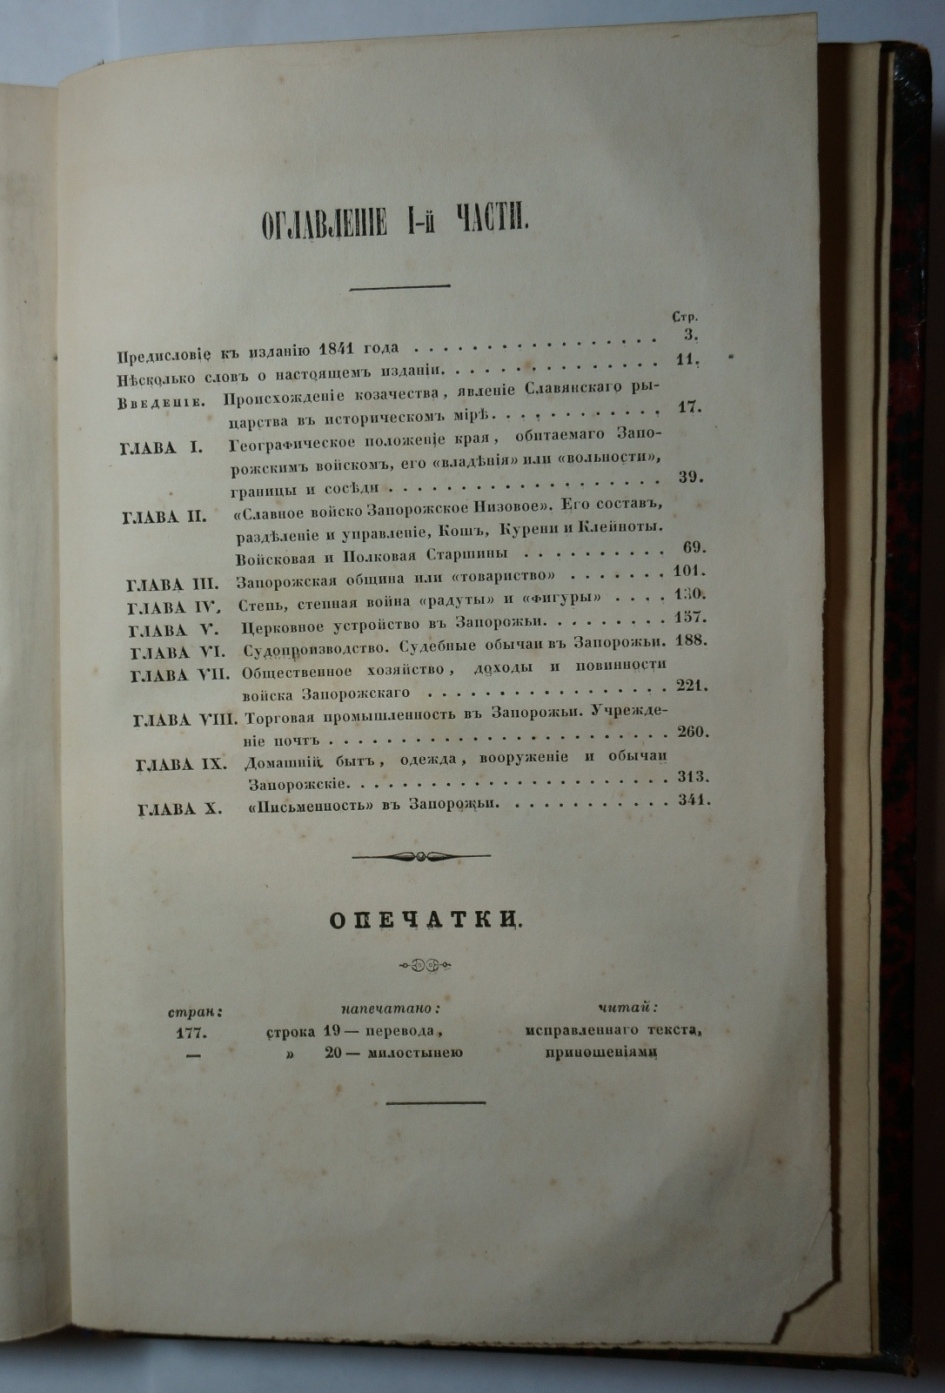 ОГЛАВЛЕНІЕ I-й ЧАСТИ.
Стр.
Предисловіе къ изданію 1841 года . . . . . . . . . . . . . . . . . 3.
Нѣсколько словъ о настоящемъ изданіи. . . . . . . . . . . . . . . 11.
Введеніе. Происхожденіе козачества, явленіе Славянскаго ры-
царства въ историческомъ мірѣ. . . . . . . . . . . . 17.
ГЛАВА I. Географическое положеніе края, обитаемаго Запо-
рожскимъ войскомъ, его «владѣнія» или «вольности»,
границы и сосѣди . . . . . . . . . . . . . . . . . . . 39.
ГЛАВА II. «Славное войско Запорожское Низовое». Его составъ,
раздѣленіе и управленіе, Кошъ, Курени и Клейноты.
Войсковая и Полковая Старшины . . . . . . . . . . 69.
ГЛАВА III. Запорожская община или «товариство» . . . . . . . 101.
ГЛАВА IV. Степь, степная война «радуты» и «фигуры» . . . . 130.
ГЛАВА V. Церковное устройство въ Запорожьи. . . . . . . . . 157.
ГЛАВА VI. Судопроизводство. Судебные обычаи въ Запорожьи. 188.
ГЛАВА VII. Общественное хозяйство, доходы и повинности
войска Запорожскаго . . . . . . . . . . . . . . . . . 221.
ГЛАВА VIII. Торговая промышленность въ Запорожьи. Учрежде-
ніе почтъ . . . . . . . . . . . . . . . . . . . . . . . . 260.
ГЛАВА IX. Домашній бытъ, одежда, вооруженіе и обычаи
Запорожскіе. . . . . . . . . . . . . . . . . . . . . . . 313.
ГЛАВА X. «Письменность» въ Запорожьи. . . . . . . . . . . . 341.
ОПЕЧАТКИ.
стран: напечатано: читай:
177. строка 19 — перевода, исправленнаго текста,
— » 20 — милостынею приношеніями